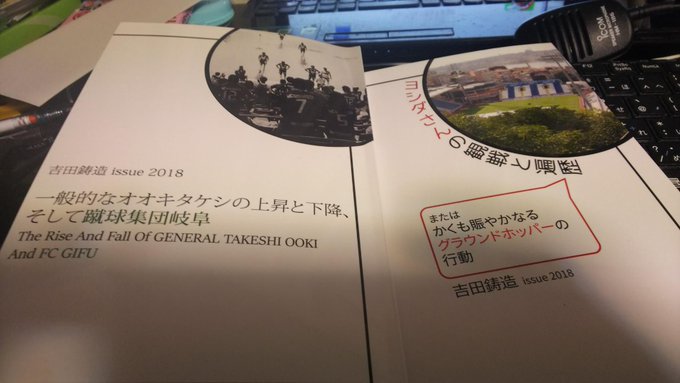 吉田鋳造 issue 2018
一般的なオオキタケシの上昇と下降、
そして蹴球集団岐阜
The Rise And Fall Of GENERAL TAKESHI OOKI
And FC GIFU
ヨシダさんの観戦と遍歴
または
かくも賑やかなる
グラウンドホッパーの
行動
吉田鋳造 issue 2018
ICOM
7